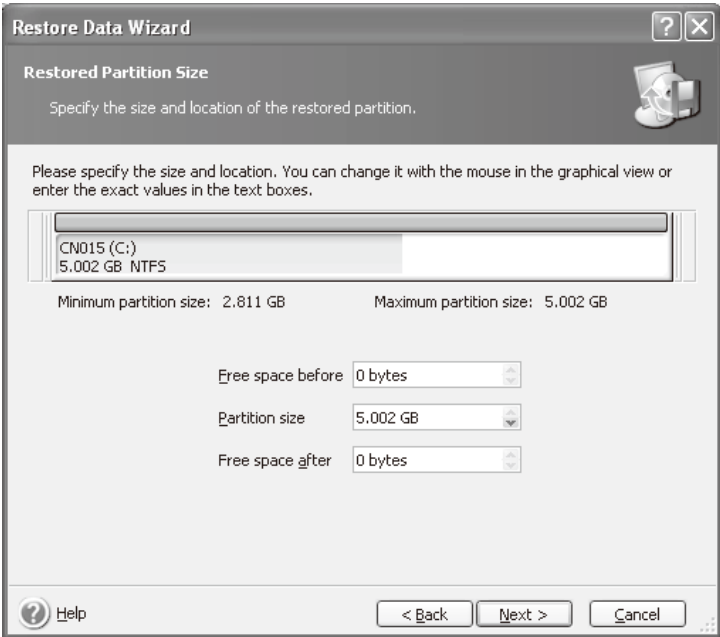 Restore Data Wizard
Restored Partition Size
Specify the size and location of the restored partition.
Please specify the size and location. You can change it with the mouse in the graphical view or
enter the exact values in the text boxes.
CN015 (C:)
5.002 GB NTFS
Minimum partition size: 2.811 GB Maximum partition size: 5.002 GB
Free space before 0 bytes
Partition size 5.002 GB
Free space after 0 bytes
Help < Back Next > Cancel